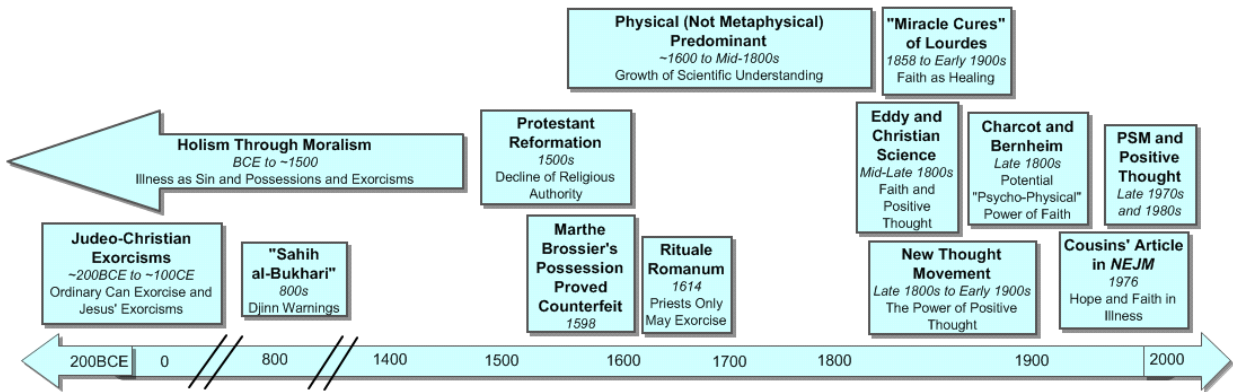 Physical (Not Metaphysical)
Predominant
~1600 to Mid-1800s
Growth of Scientific Understanding
"Miracle Cures"
of Lourdes
1858 to Early 1900s
Faith as Healing
Holism Through Moralism
BCE to ~1500
Illness as Sin and Possessions and Exorcisms
Protestant
Reformation
1500s
Decline of Religious
Authority
Eddy and
Christian
Science
Mid-Late 1800s
Faith and
Positive
Thought
Charcot and
Bernheim
Late 1800s
Potential
"Psycho-Physical"
Power of Faith
PSM and
Positive
Thought
Late 1970s
and 1980s
Judeo-Christian
Exorcisms
~200BCE to ~100CE
Ordinary Can Exorcise and
Jesus' Exorcisms
"Sahih
al-Bukhari"
800s
Djinn Warnings
Marthe
Brossier's
Possession
Proved
Counterfeit
1598
Rituale
Romanum
1614
Priests Only
May Exorcise
New Thought
Movement
Late 1800s to Early 1900s
The Power of Positive
Thought
Cousins' Article
in NEJM
1976
Hope and Faith in
Illness
200BCE 0 800 1400 1500 1600 1700 1800 1900 2000